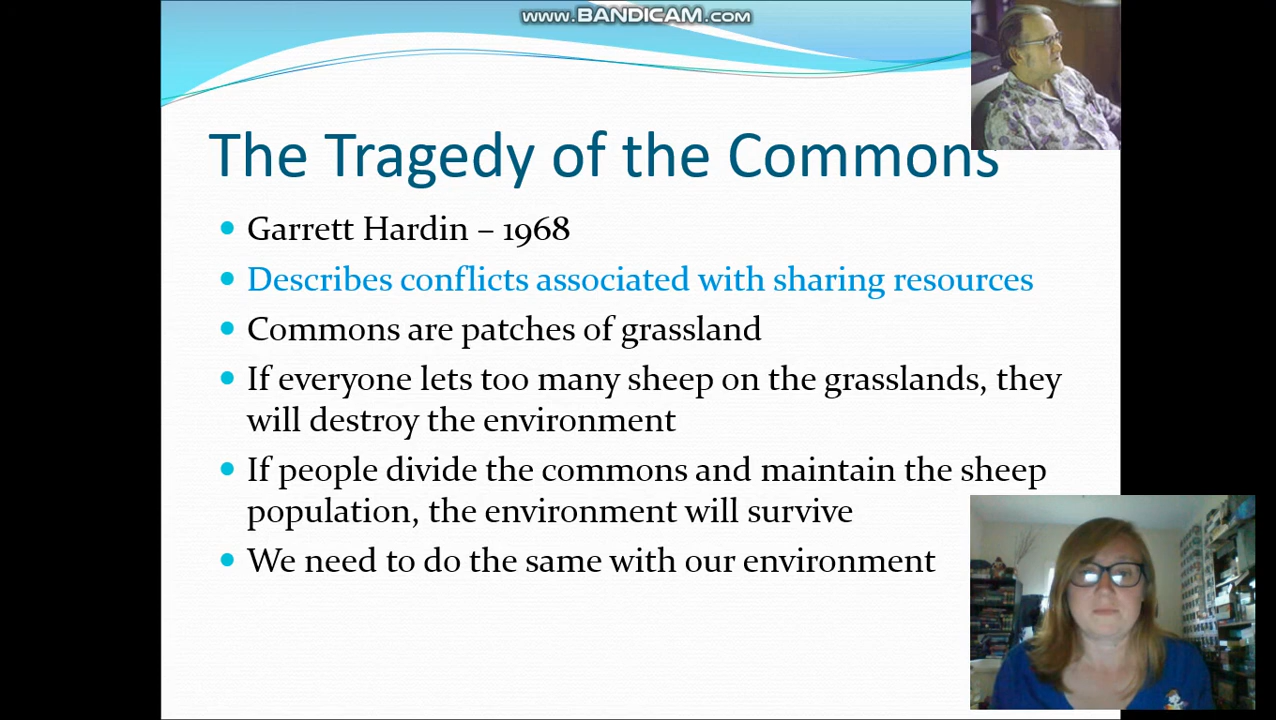 www.BANDICAM.com
The Tragedy of the Commons
Garrett Hardin – 1968
Describes conflicts associated with sharing resources
Commons are patches of grassland
If everyone lets too many sheep on the grasslands, they
will destroy the environment
If people divide the commons and maintain the sheep
population, the environment will survive
We need to do the same with our environment